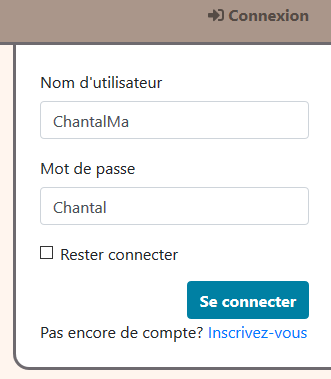 Connexion
Nom d'utilisateur
ChantalMa
Mot de passe
Chantal
Rester connecter
Se connecter
Pas encore de compte? Inscrivez-vous